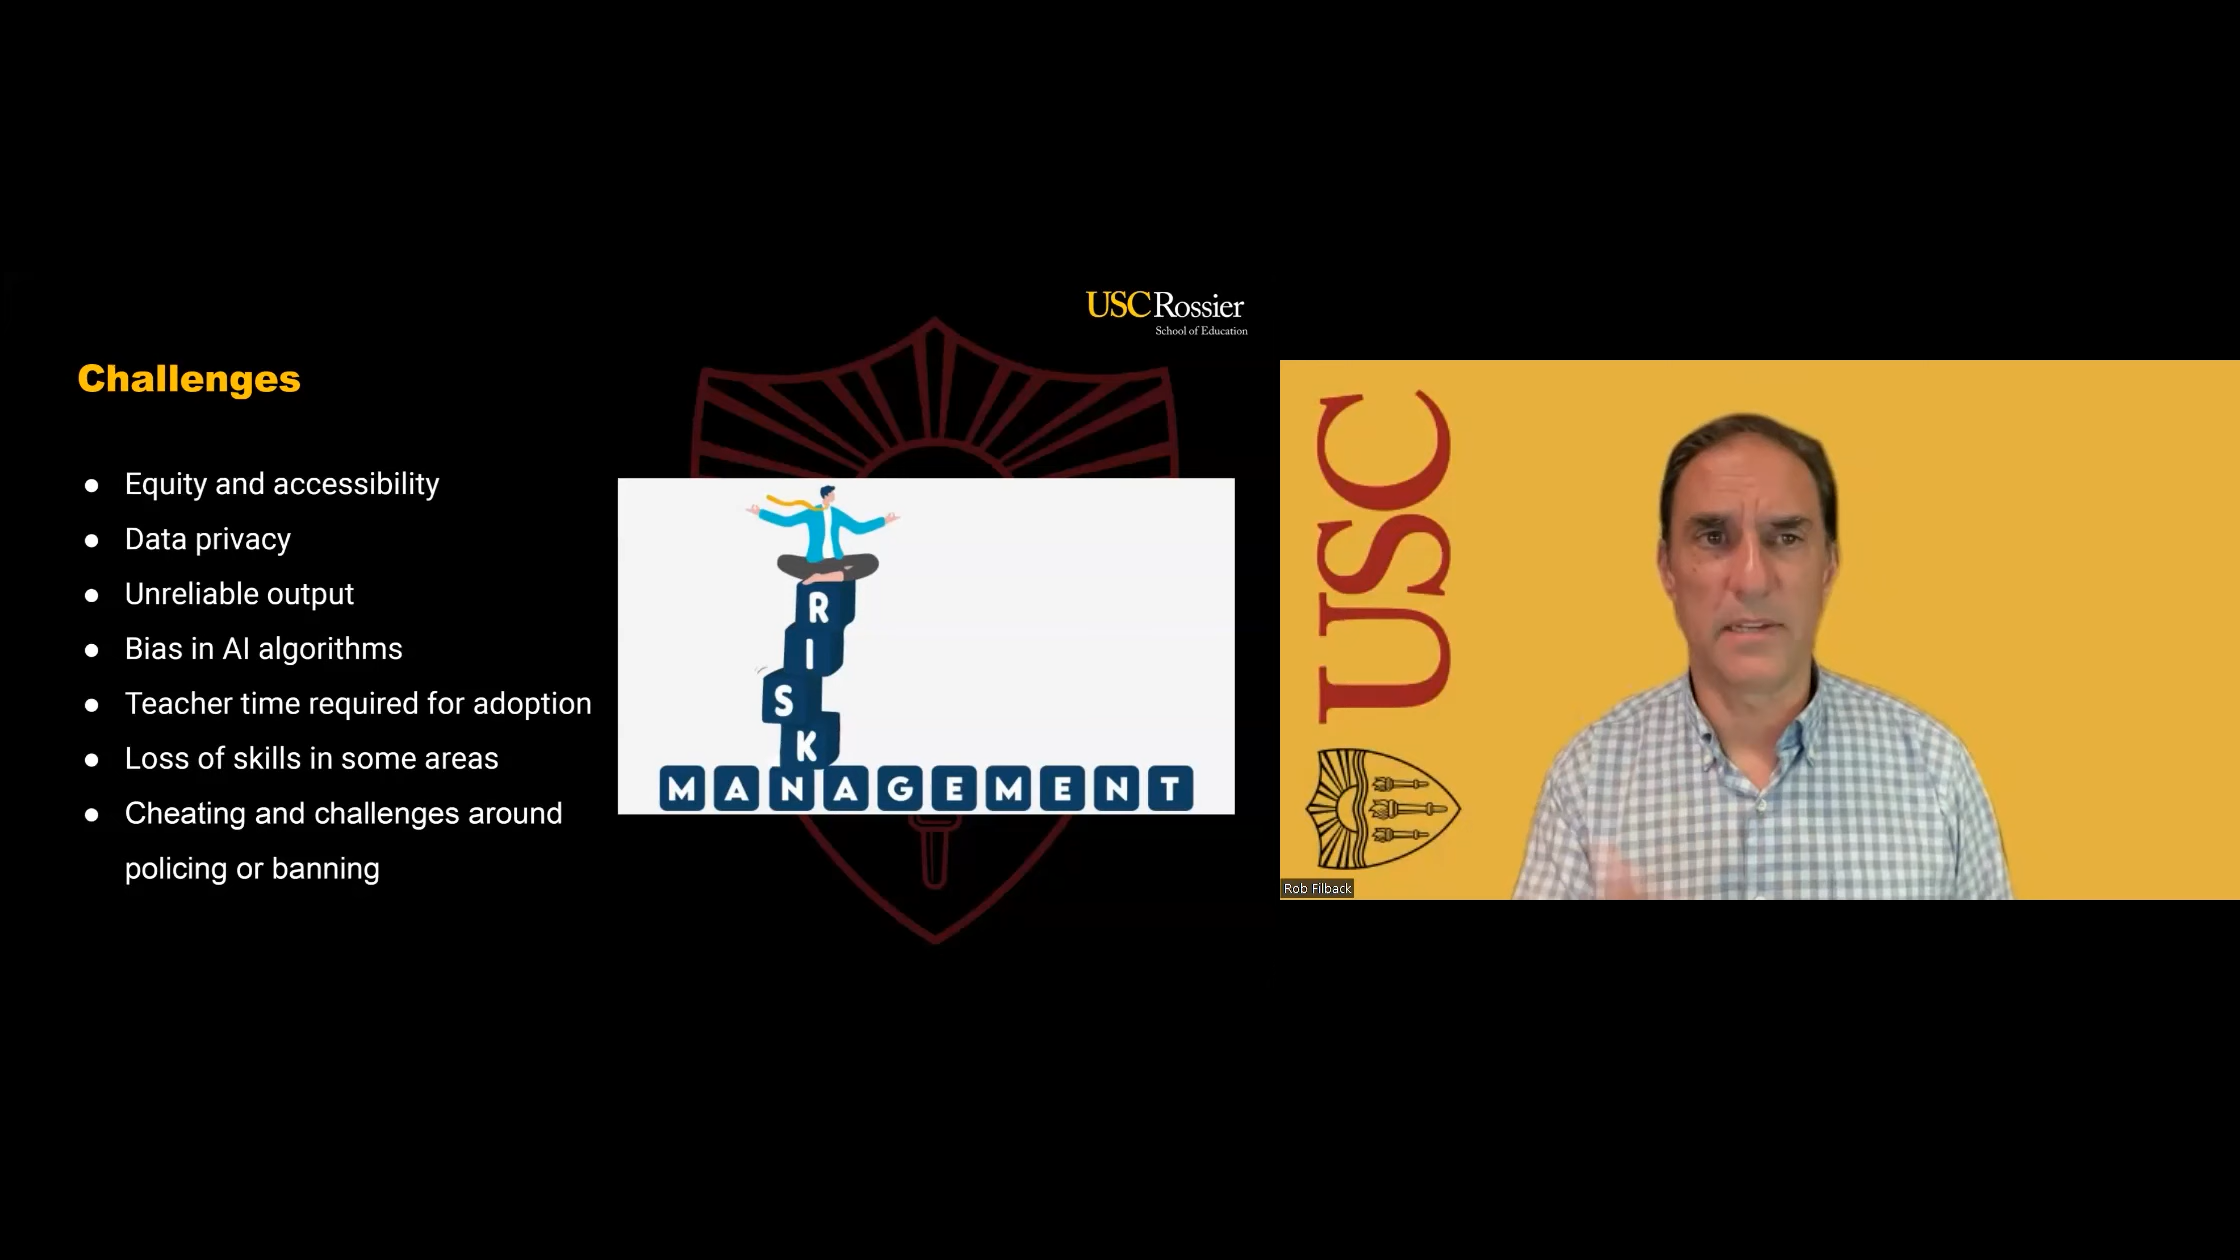 USC Rossier
School of Education
Challenges
● Equity and accessibility
● Data privacy
● Unreliable output
● Bias in AI algorithms
● Teacher time required for adoption
● Loss of skills in some areas
● Cheating and challenges around
policing or banning
RISK
MANAGEMENT
USC
Rob Filback